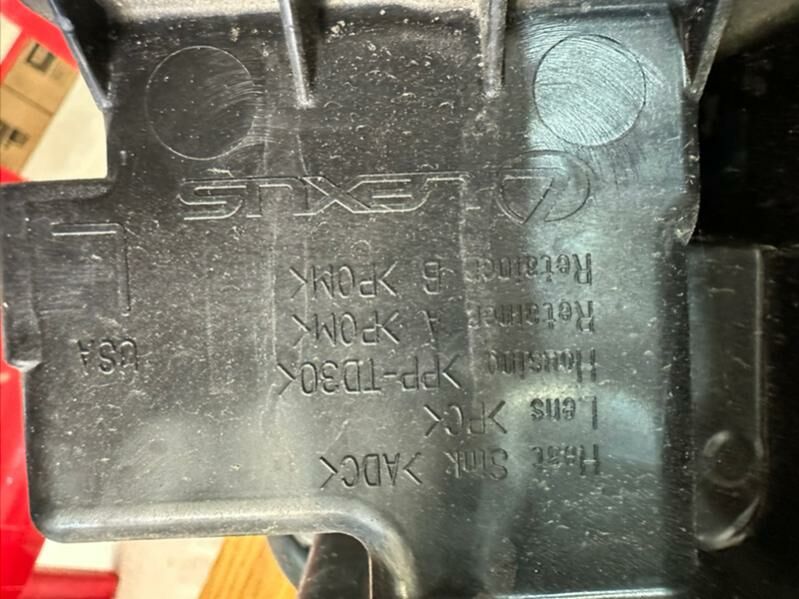 Heat Sink >ADC<
Lens >PC<
Housing >PP-TD30<
Retainer A >POM<
Retainer B >POM<
USA
L
LEXUS